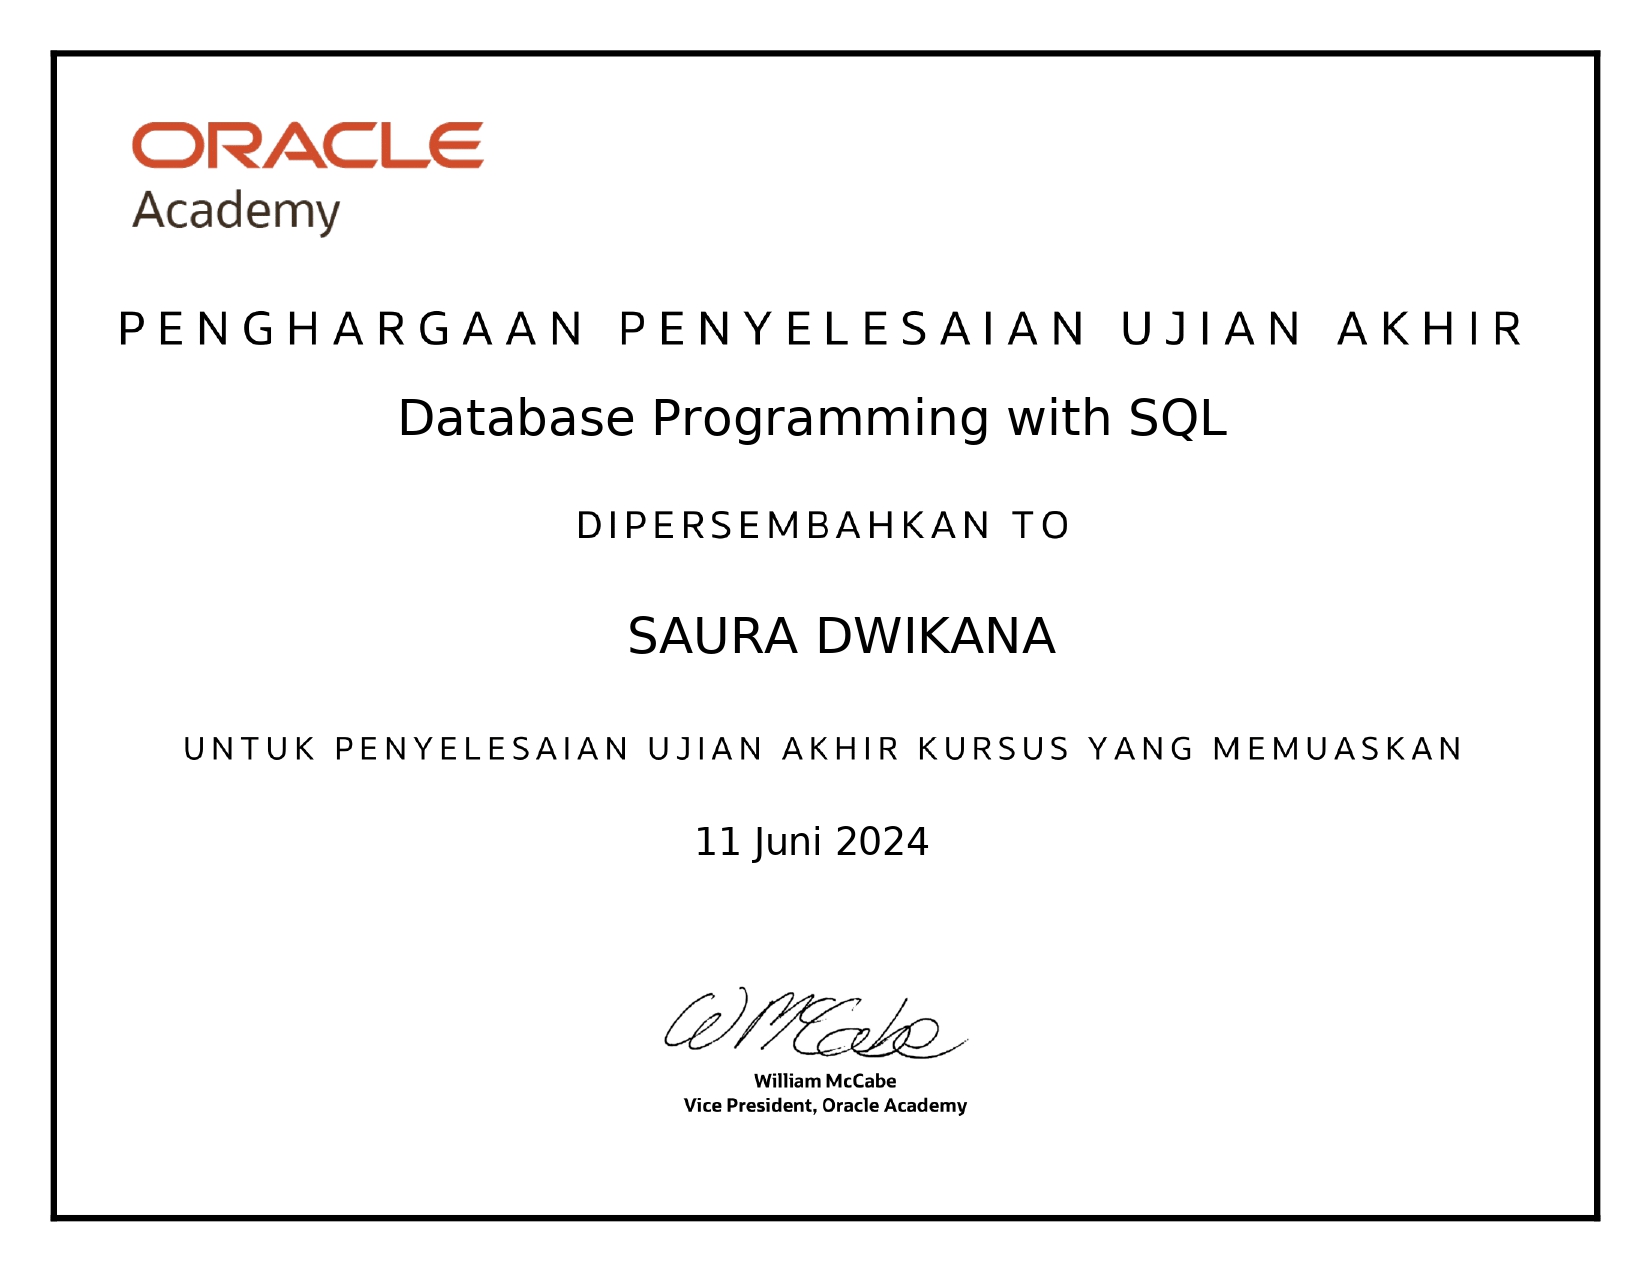 ORACLE
Academy
PENGHARGAAN PENYELESAIAN UJIAN AKHIR
Database Programming with SQL
DIPERSEMBAHKAN TO
SAURA DWIKANA
UNTUK PENYELESAIAN UJIAN AKHIR KURSUS YANG MEMUASKAN
11 Juni 2024
W McCabe
William McCabe
Vice President, Oracle Academy